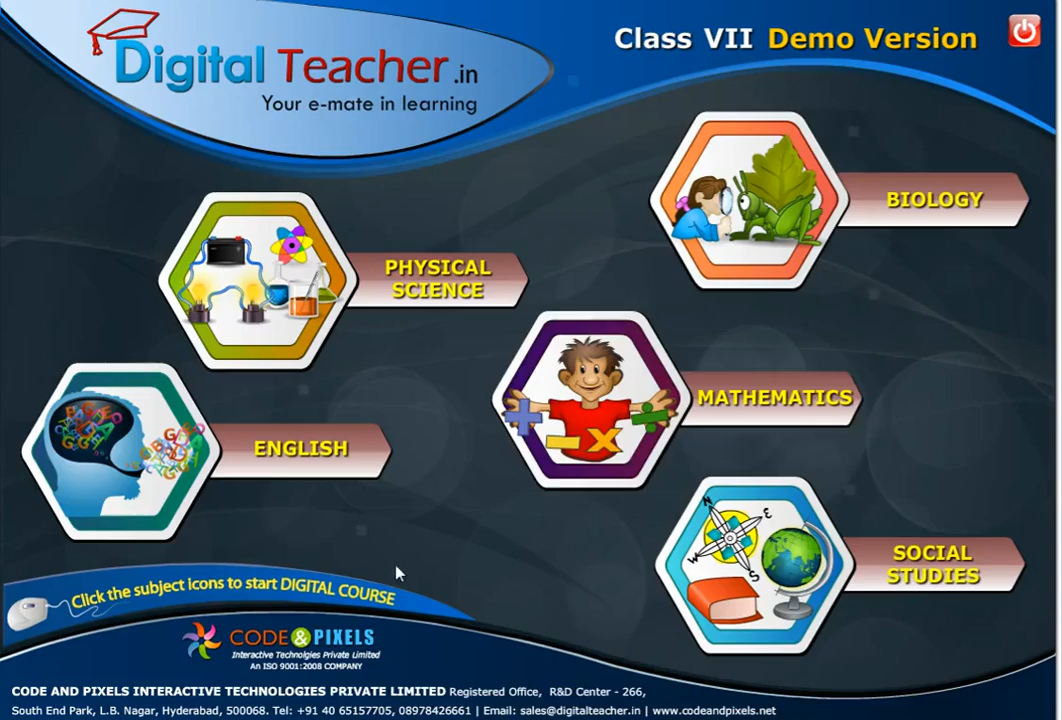 Digital Teacher.in
Your e-mate in learning
Class VII Demo Version
BIOLOGY
PHYSICAL
SCIENCE
MATHEMATICS
ENGLISH
N
E
W
S
SOCIAL
STUDIES
Click the subject icons to start DIGITAL COURSE
CODE & PIXELS
Interactive Technolgies Private Limited
An ISO 9001:2008 COMPANY
CODE AND PIXELS INTERACTIVE TECHNOLOGIES PRIVATE LIMITED Registered Office, R&D Center - 266,
South End Park, L.B. Nagar, Hyderabad, 500068. Tel: +91 40 65157705, 08978426661 | Email: sales@digitalteacher.in | www.codeandpixels.net